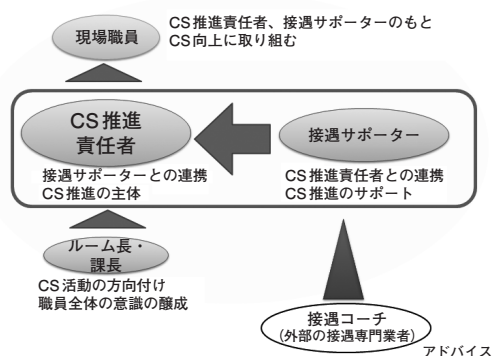 現場職員
CS推進責任者、接遇サポーターのもと
CS向上に取り組む
CS推進
責任者
接遇サポーター
接遇サポーターとの連携
CS推進の主体
CS推進責任者との連携
CS推進のサポート
ルーム長・
課長
CS活動の方向付け
職員全体の意識の醸成
接遇コーチ
(外部の接遇専門業者)
アドバイス